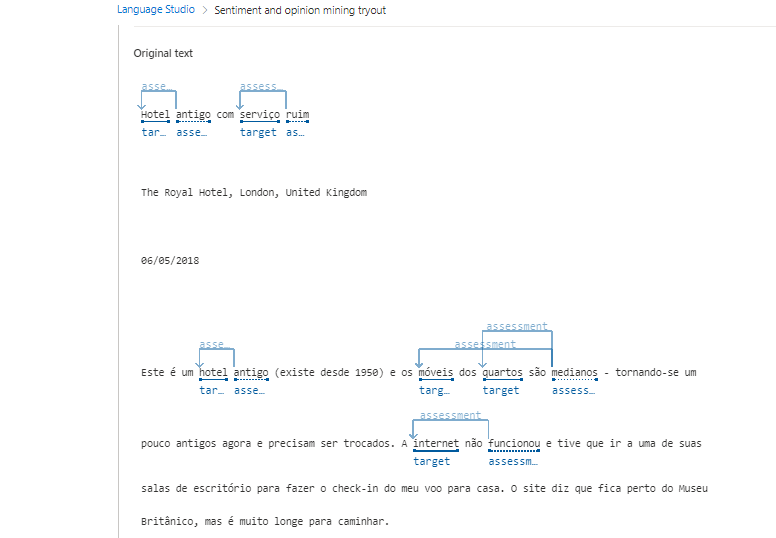 Language Studio > Sentiment and opinion mining tryout
Original text
asse… assess…
Hotel antigo com serviço ruim
tar… asse… target as…
The Royal Hotel, London, United Kingdom
06/05/2018
assessment
asse… assessment
Este é um hotel antigo (existe desde 1950) e os móveis dos quartos são medianos - tornando-se um
tar… asse… targ… target assess…
assessment
pouco antigos agora e precisam ser trocados. A internet não funcionou e tive que ir a uma de suas
target assessm…
salas de escritório para fazer o check-in do meu voo para casa. O site diz que fica perto do Museu
Britânico, mas é muito longe para caminhar.